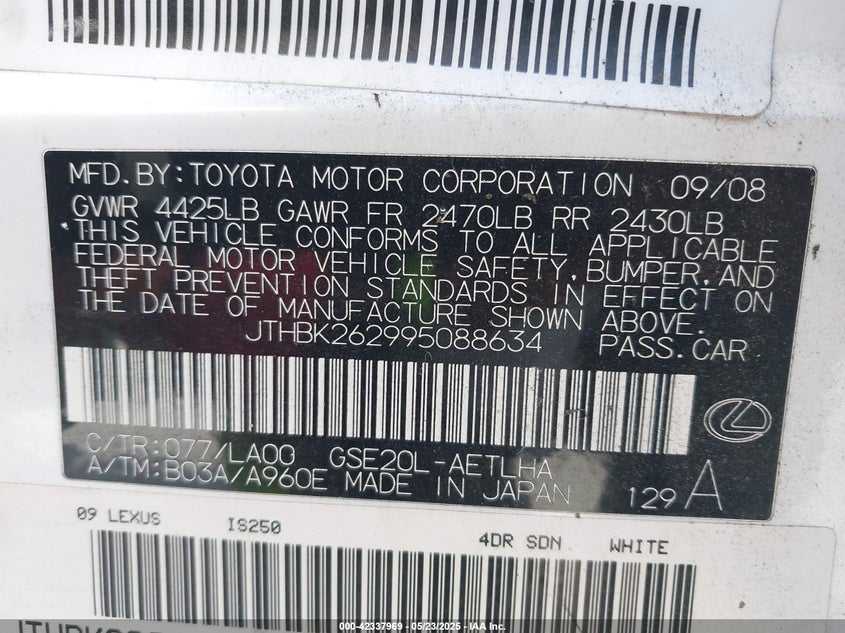 MFD.BY:TOYOTA MOTOR CORPORATION 09/08
GVWR 4425LB GAWR FR 2470LB RR 2430LB
THIS VEHICLE CONFORMS TO ALL APPLICABLE
FEDERAL MOTOR VEHICLE SAFETY,BUMPER,AND
THEFT PREVENTION STANDARDS IN EFFECT ON
THE DATE OF MANUFACTURE SHOWN ABOVE.
JTHBK262995088634 PASS.CAR
C/TR:077/LA00 GSE20L-AETLHA
A/TM:B03A/A960E MADE IN JAPAN 129 A
09 LEXUS IS250 4DR SDN WHITE
000-42337969 — 05/23/2025 — IAA Inc.